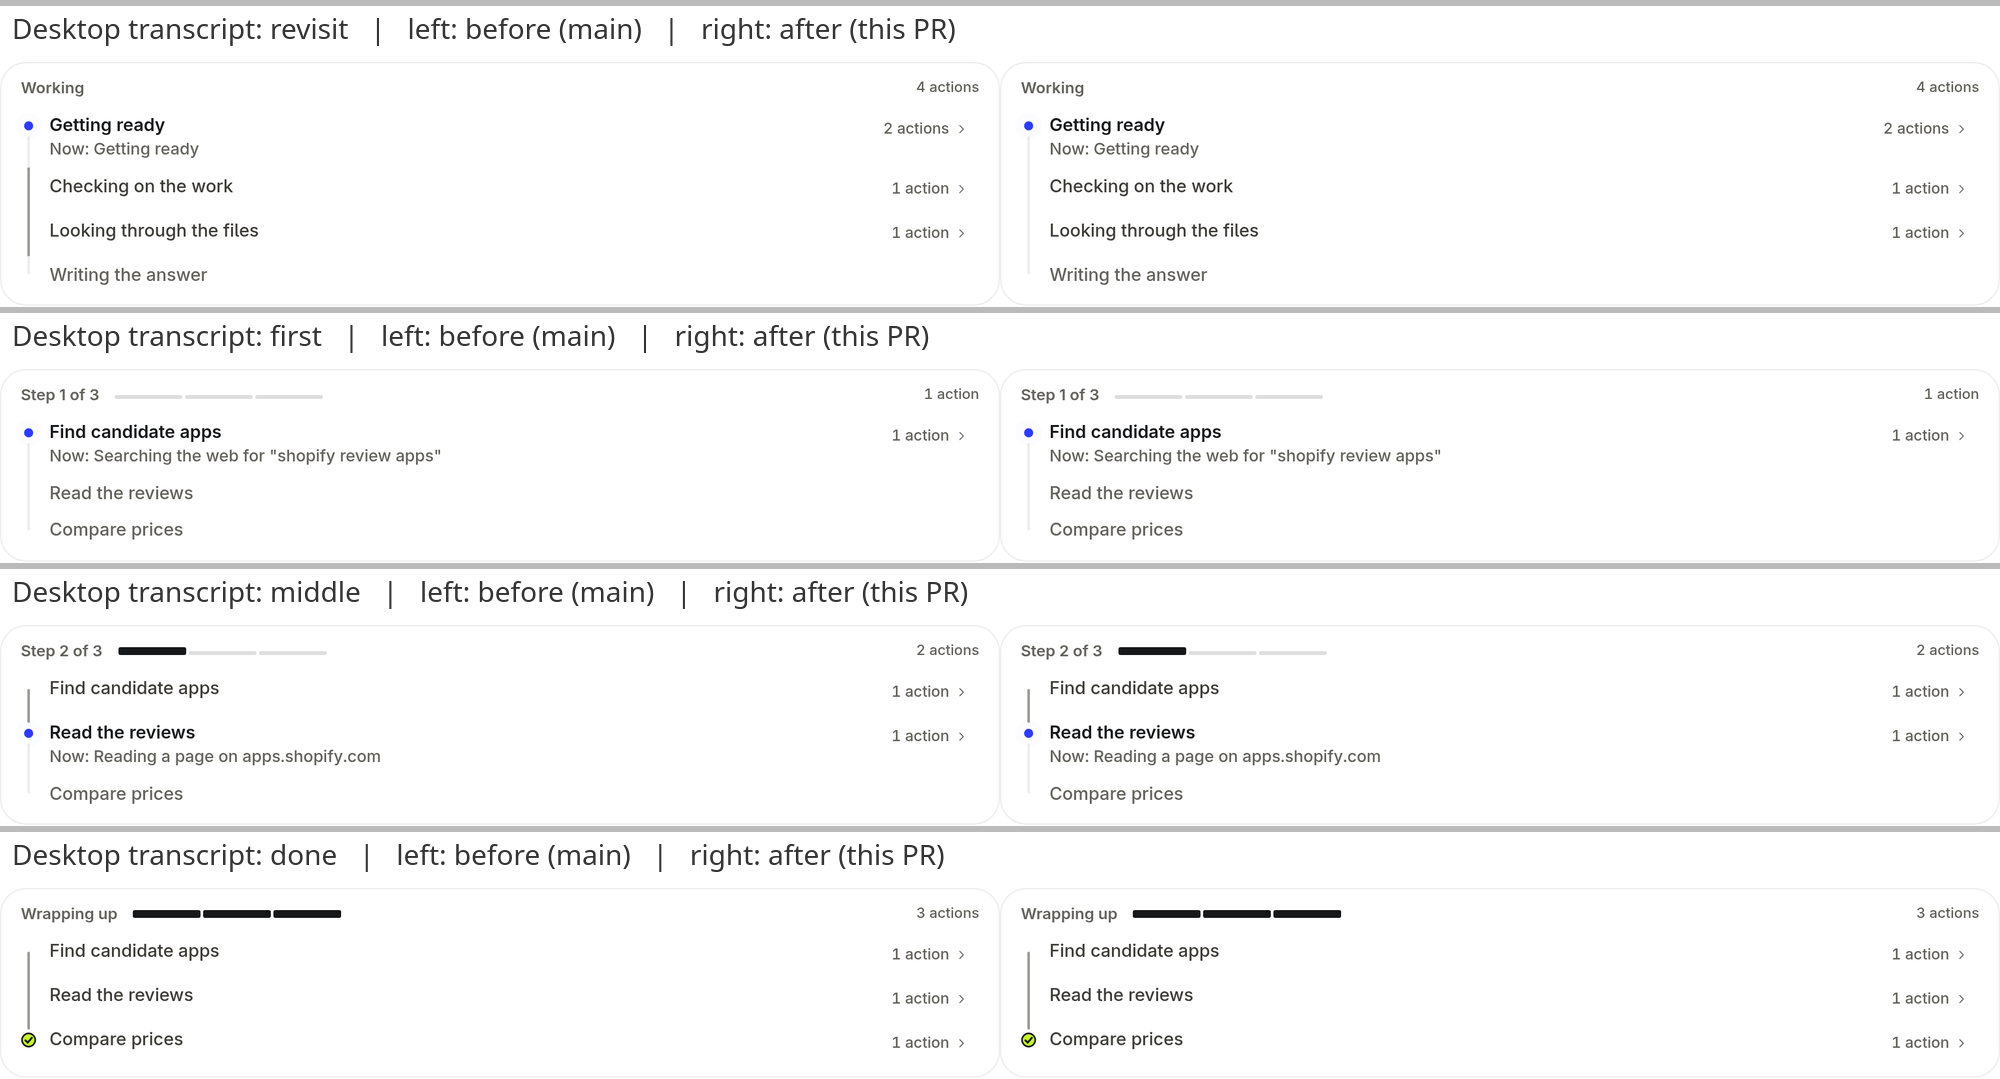 Desktop transcript: revisit | left: before (main) | right: after (this PR)
Working 4 actions
Getting ready 2 actions >
Now: Getting ready
Checking on the work 1 action >
Looking through the files 1 action >
Writing the answer
Working 4 actions
Getting ready 2 actions >
Now: Getting ready
Checking on the work 1 action >
Looking through the files 1 action >
Writing the answer
Desktop transcript: first | left: before (main) | right: after (this PR)
Step 1 of 3 1 action
Find candidate apps 1 action >
Now: Searching the web for "shopify review apps"
Read the reviews
Compare prices
Step 1 of 3 1 action
Find candidate apps 1 action >
Now: Searching the web for "shopify review apps"
Read the reviews
Compare prices
Desktop transcript: middle | left: before (main) | right: after (this PR)
Step 2 of 3 2 actions
Find candidate apps 1 action >
Read the reviews 1 action >
Now: Reading a page on apps.shopify.com
Compare prices
Step 2 of 3 2 actions
Find candidate apps 1 action >
Read the reviews 1 action >
Now: Reading a page on apps.shopify.com
Compare prices
Desktop transcript: done | left: before (main) | right: after (this PR)
Wrapping up 3 actions
Find candidate apps 1 action >
Read the reviews 1 action >
Compare prices 1 action >
Wrapping up 3 actions
Find candidate apps 1 action >
Read the reviews 1 action >
Compare prices 1 action >